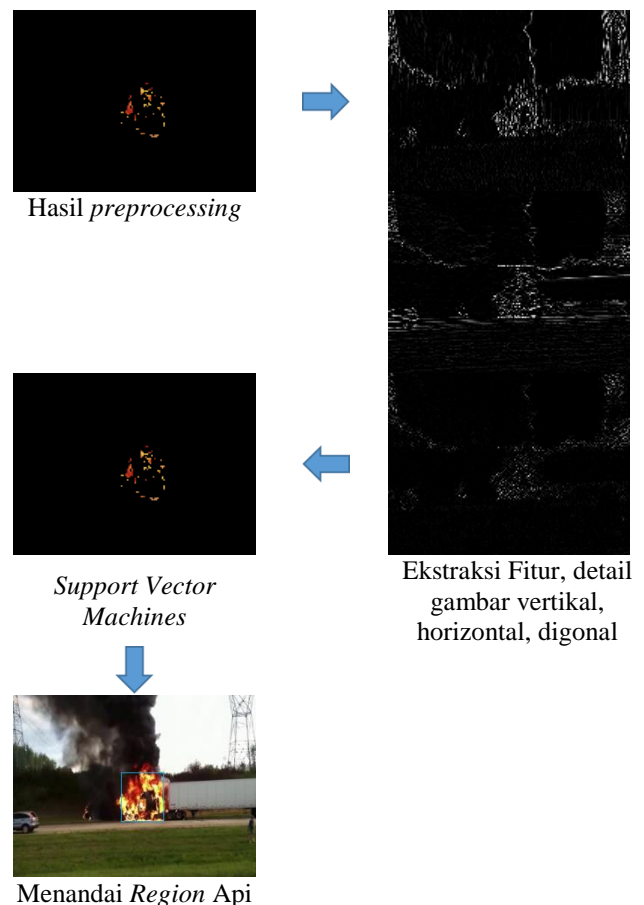 Hasil preprocessing
Ekstraksi Fitur, detail
gambar vertikal,
horizontal, digonal
Support Vector
Machines
Menandai Region Api